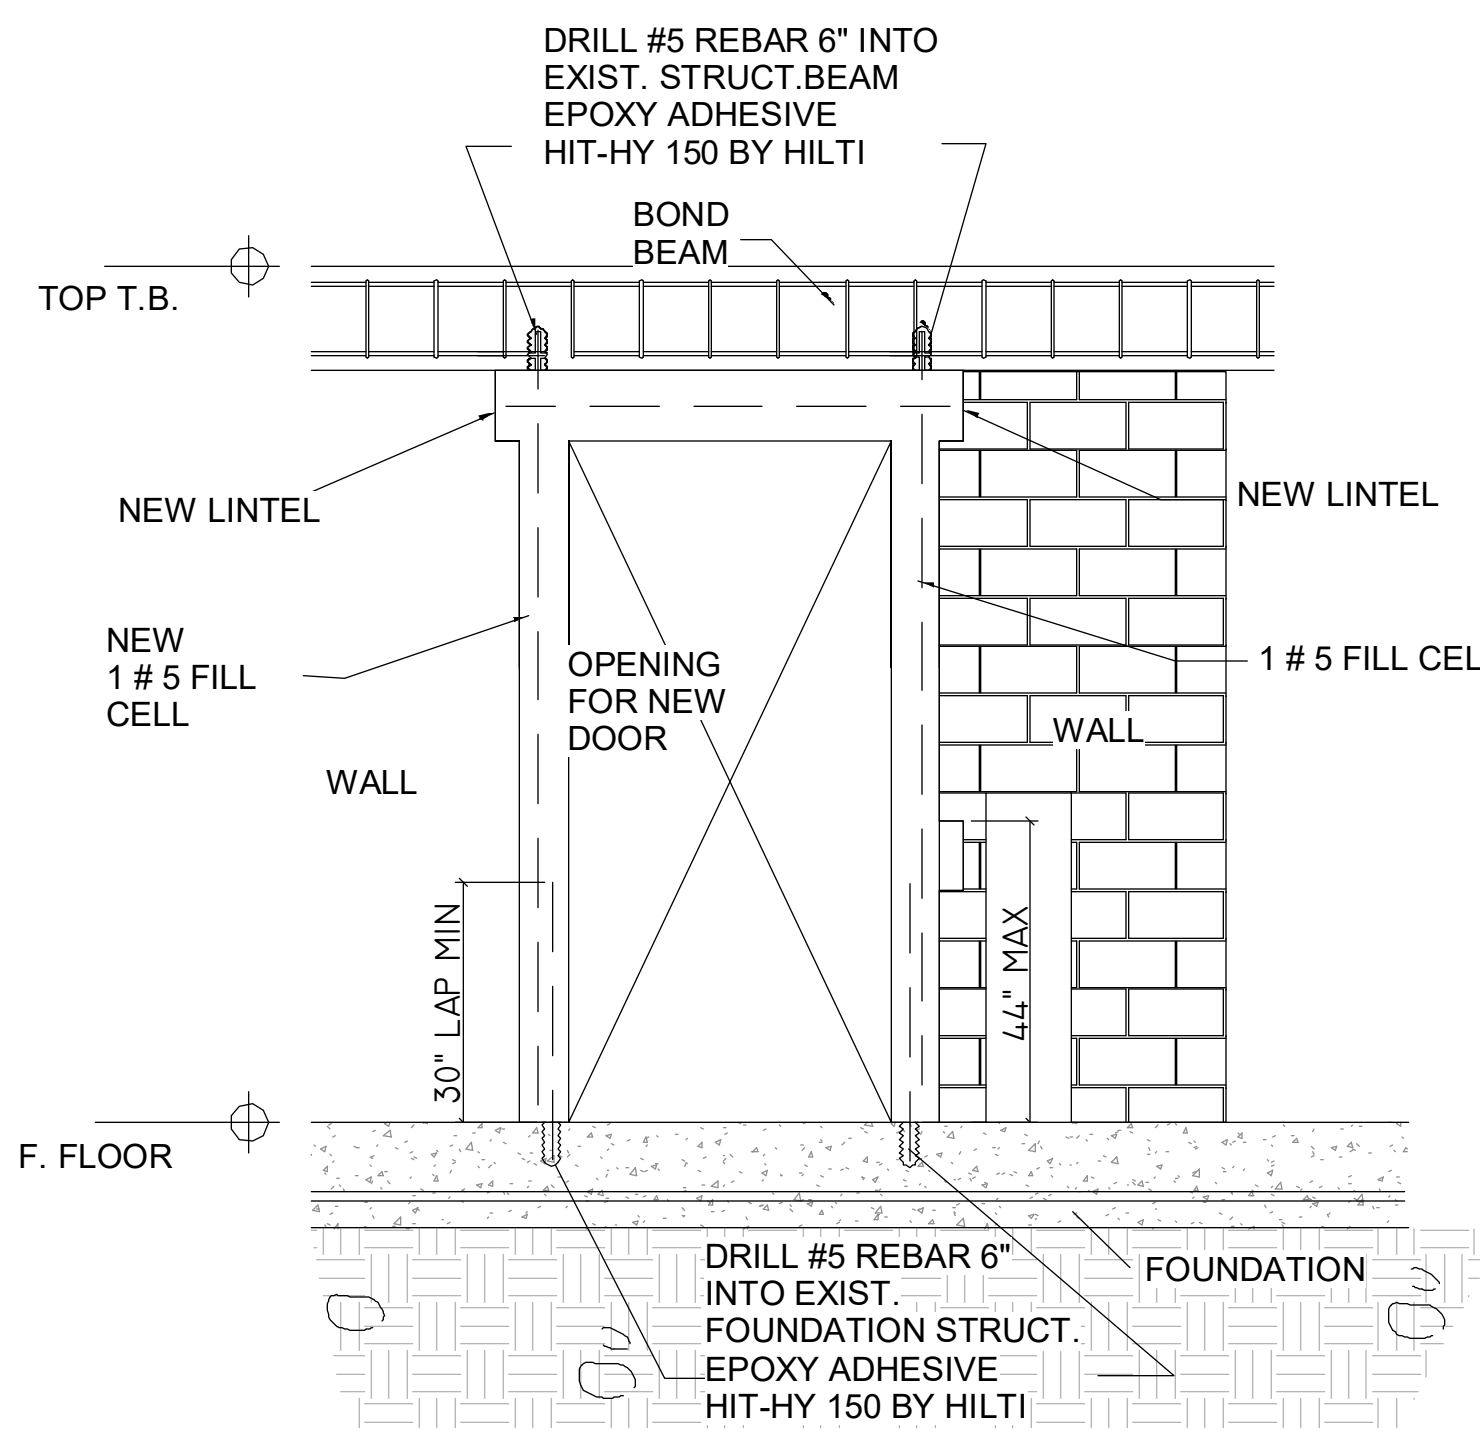 DRILL #5 REBAR 6" INTO
EXIST. STRUCT.BEAM
EPOXY ADHESIVE
HIT-HY 150 BY HILTI
BOND
BEAM
TOP T.B.
NEW LINTEL
NEW LINTEL
NEW
1 # 5 FILL
CELL
OPENING
FOR NEW
DOOR
1 # 5 FILL CEL
WALL
WALL
30" LAP MIN
44" MAX
F. FLOOR
DRILL #5 REBAR 6"
INTO EXIST.
FOUNDATION STRUCT.
EPOXY ADHESIVE
HIT-HY 150 BY HILTI
FOUNDATION